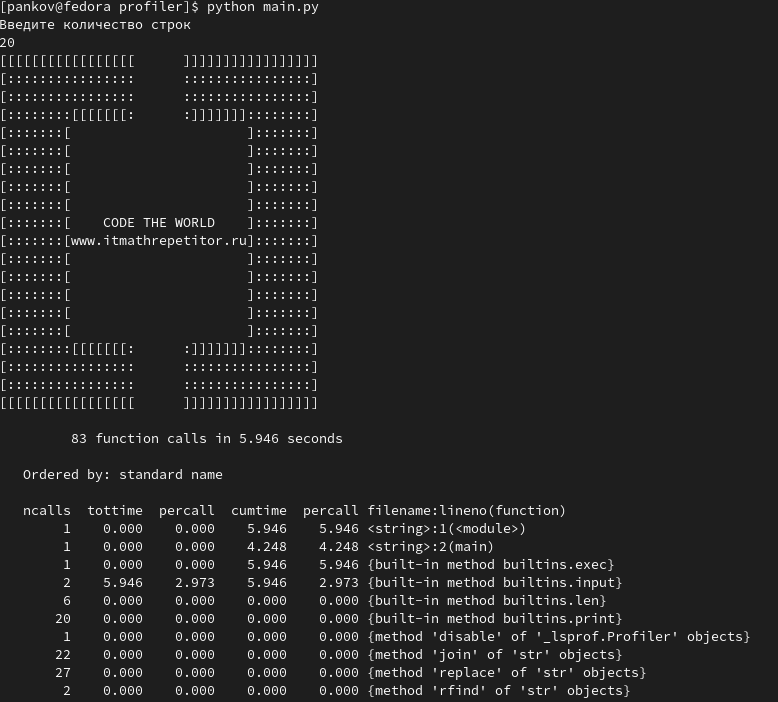 [pankov@fedora profiler]$ python main.py
Введите количество строк
20
[[[[[[[[[[[[[[[[[      ]]]]]]]]]]]]]]]]]
[::::::::::::::::      ::::::::::::::::]
[::::::::::::::::      ::::::::::::::::]
[::::::::[[[[[[[:      :]]]]]]]::::::::]
[:::::::[                      ]:::::::]
[:::::::[                      ]:::::::]
[:::::::[                      ]:::::::]
[:::::::[                      ]:::::::]
[:::::::[                      ]:::::::]
[:::::::[    CODE THE WORLD    ]:::::::]
[:::::::[www.itmathrepetitor.ru]:::::::]
[:::::::[                      ]:::::::]
[:::::::[                      ]:::::::]
[:::::::[                      ]:::::::]
[:::::::[                      ]:::::::]
[:::::::[                      ]:::::::]
[::::::::[[[[[[[:      :]]]]]]]::::::::]
[::::::::::::::::      ::::::::::::::::]
[::::::::::::::::      ::::::::::::::::]
[[[[[[[[[[[[[[[[[      ]]]]]]]]]]]]]]]]]
         83 function calls in 5.946 seconds
   Ordered by: standard name
   ncalls  tottime  percall  cumtime  percall filename:lineno(function)
        1    0.000    0.000    5.946    5.946 <string>:1(<module>)
        1    0.000    0.000    4.248    4.248 <string>:2(main)
        1    0.000    0.000    5.946    5.946 {built-in method builtins.exec}
        2    5.946    2.973    5.946    2.973 {built-in method builtins.input}
        6    0.000    0.000    0.000    0.000 {built-in method builtins.len}
       20    0.000    0.000    0.000    0.000 {built-in method builtins.print}
        1    0.000    0.000    0.000    0.000 {method 'disable' of '_lsprof.Profiler' objects}
       22    0.000    0.000    0.000    0.000 {method 'join' of 'str' objects}
       27    0.000    0.000    0.000    0.000 {method 'replace' of 'str' objects}
        2    0.000    0.000    0.000    0.000 {method 'rfind' of 'str' objects}